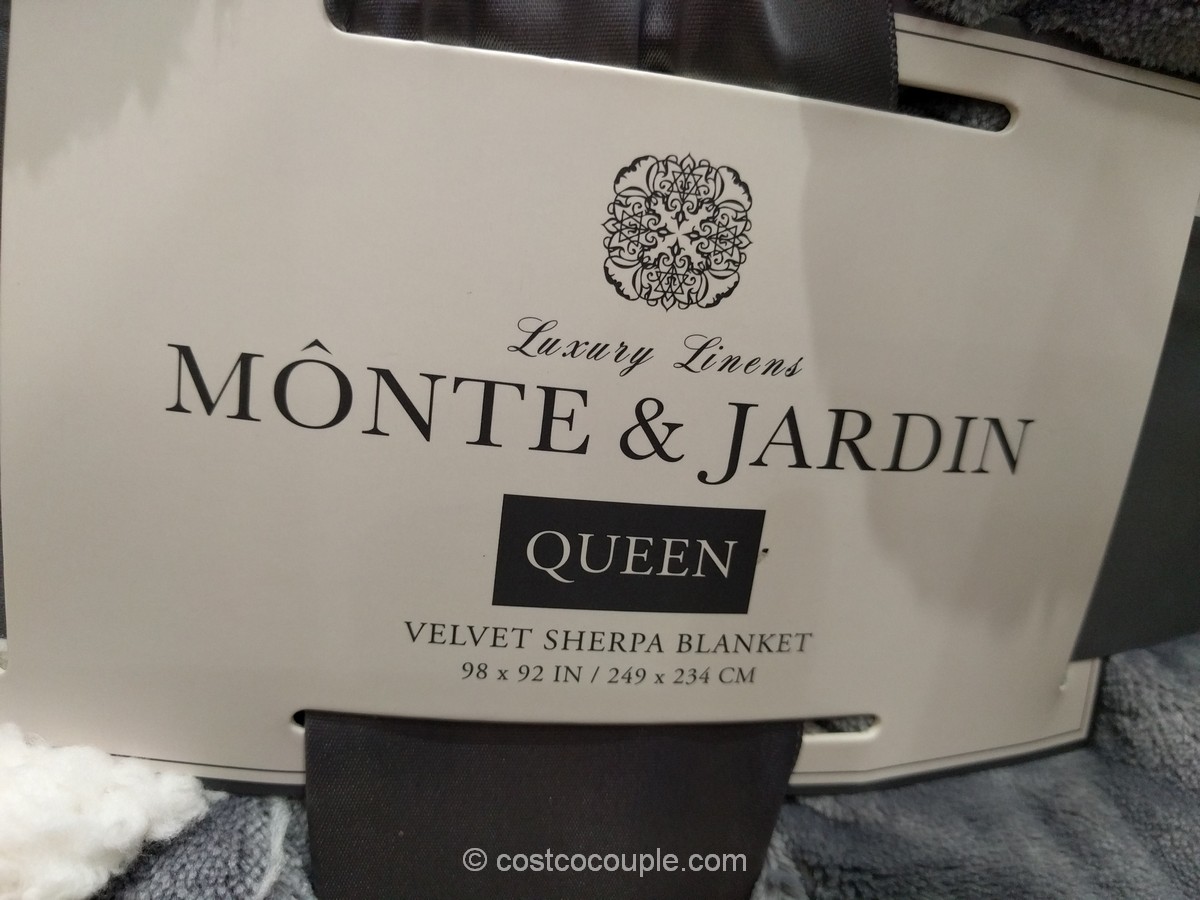 Luxury Linens
MÔNTE & JARDIN
QUEEN
VELVET SHERPA BLANKET
98 x 92 IN / 249 x 234 CM
© costcocouple.com